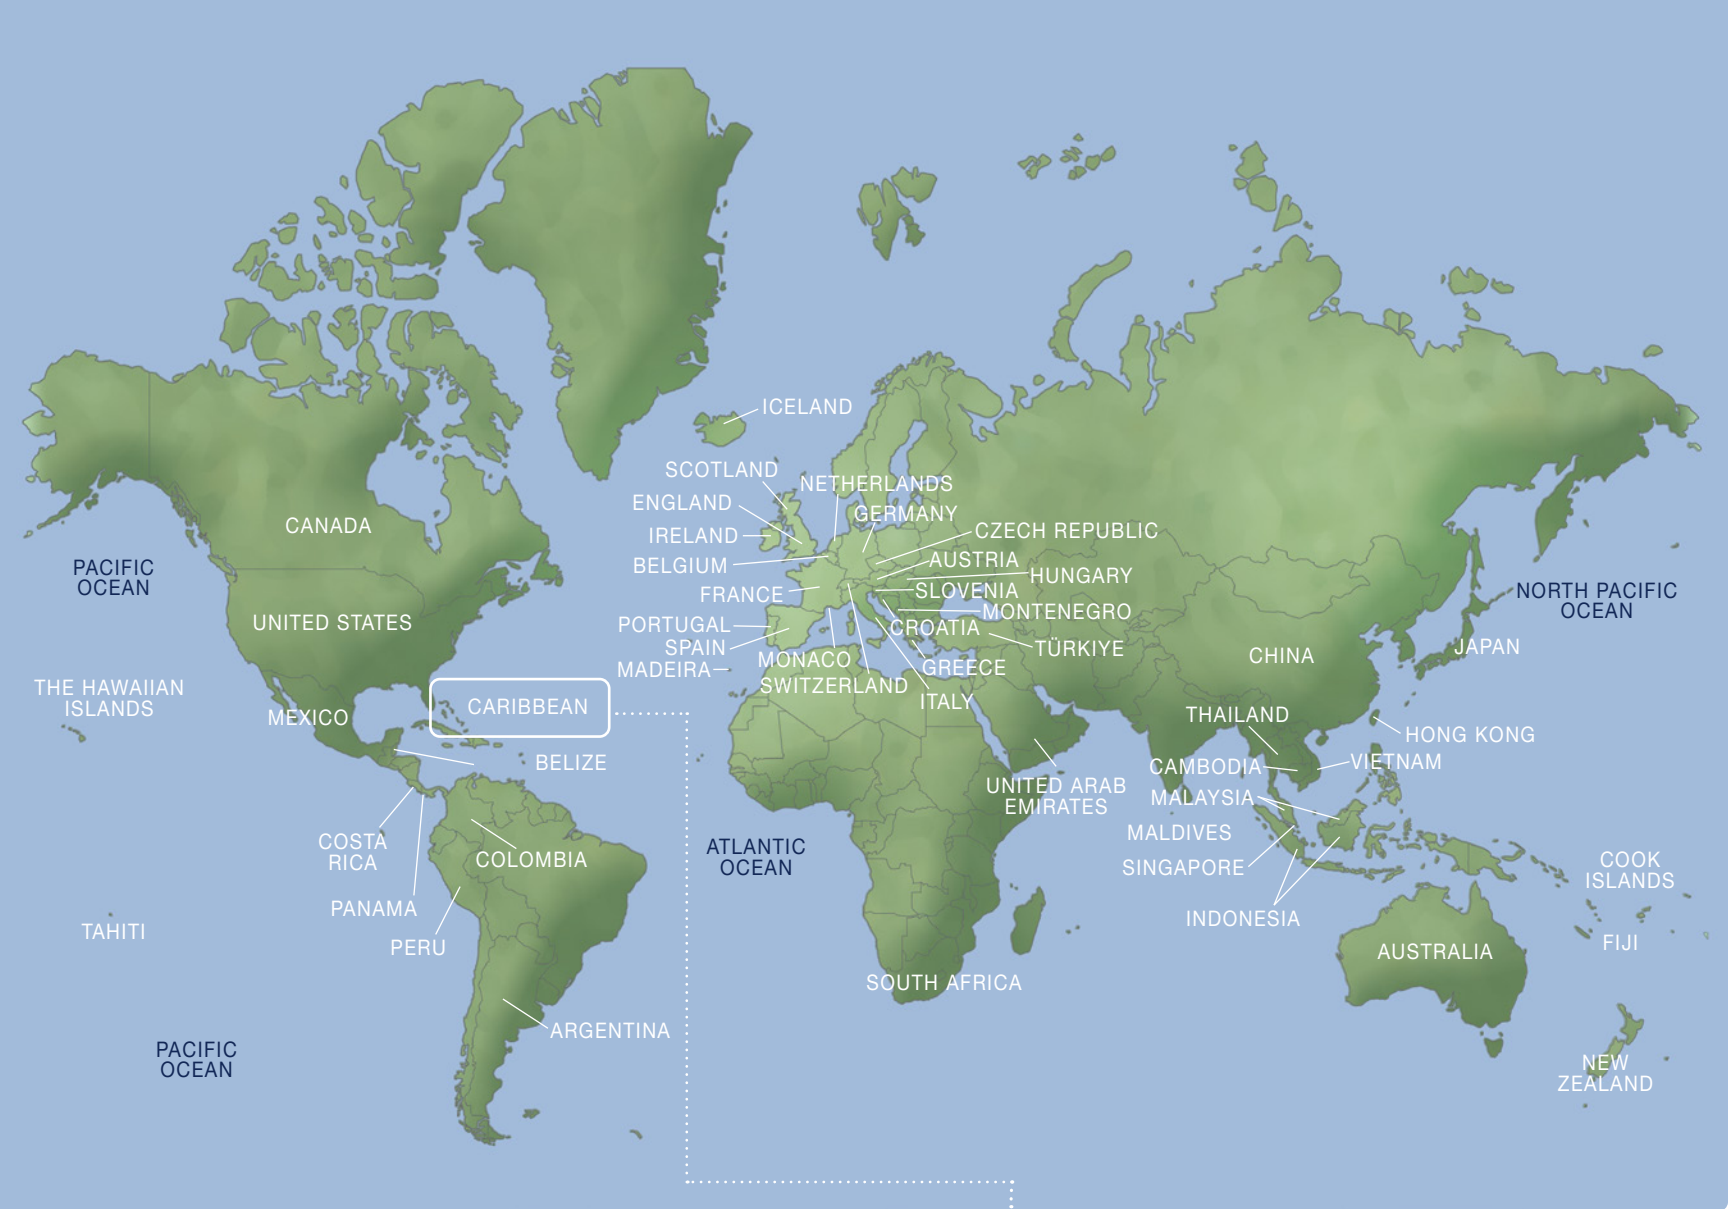 ICELAND
SCOTLAND
NETHERLANDS
ENGLAND
GERMANY
CANADA
IRELAND
CZECH REPUBLIC
BELGIUM
AUSTRIA
PACIFIC
OCEAN
HUNGARY
FRANCE
SLOVENIA
NORTH PACIFIC
OCEAN
MONTENEGRO
UNITED STATES
PORTUGAL
CROATIA
SPAIN
TÜRKIYE
CHINA
JAPAN
MONACO
MADEIRA
GREECE
SWITZERLAND
THE HAWAIIAN
ISLANDS
ITALY
CARIBBEAN
MEXICO
THAILAND
HONG KONG
BELIZE
CAMBODIA
VIETNAM
UNITED ARAB
EMIRATES
MALAYSIA
MALDIVES
COSTA
RICA
ATLANTIC
OCEAN
COLOMBIA
SINGAPORE
COOK
ISLANDS
PANAMA
INDONESIA
TAHITI
PERU
FIJI
AUSTRALIA
SOUTH AFRICA
ARGENTINA
PACIFIC
OCEAN
NEW
ZEALAND